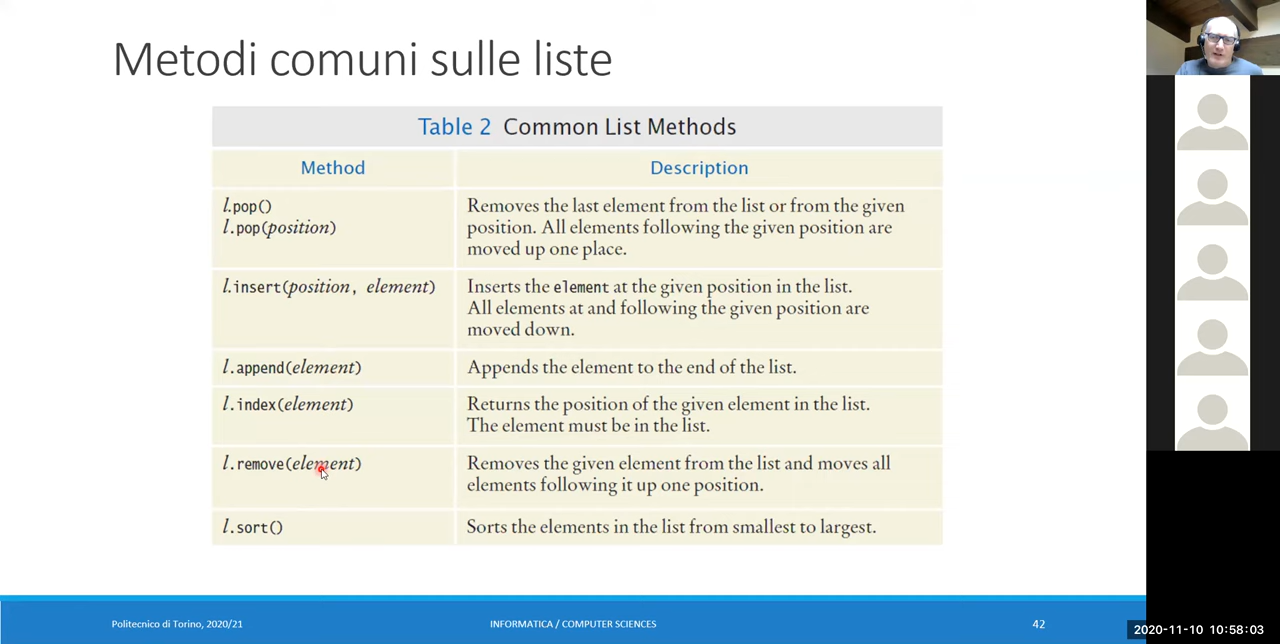 Metodi comuni sulle liste
Table 2 Common List Methods
Method Description
l.pop()
l.pop(position)
Removes the last element from the list or from the given
position. All elements following the given position are
moved up one place.
l.insert(position, element)
Inserts the element at the given position in the list.
All elements at and following the given position are
moved down.
l.append(element)
Appends the element to the end of the list.
l.index(element)
Returns the position of the given element in the list.
The element must be in the list.
l.remove(element)
Removes the given element from the list and moves all
elements following it up one position.
l.sort()
Sorts the elements in the list from smallest to largest.
Politecnico di Torino, 2020/21
INFORMATICA / COMPUTER SCIENCES
42
2020-11-10 10:58:03